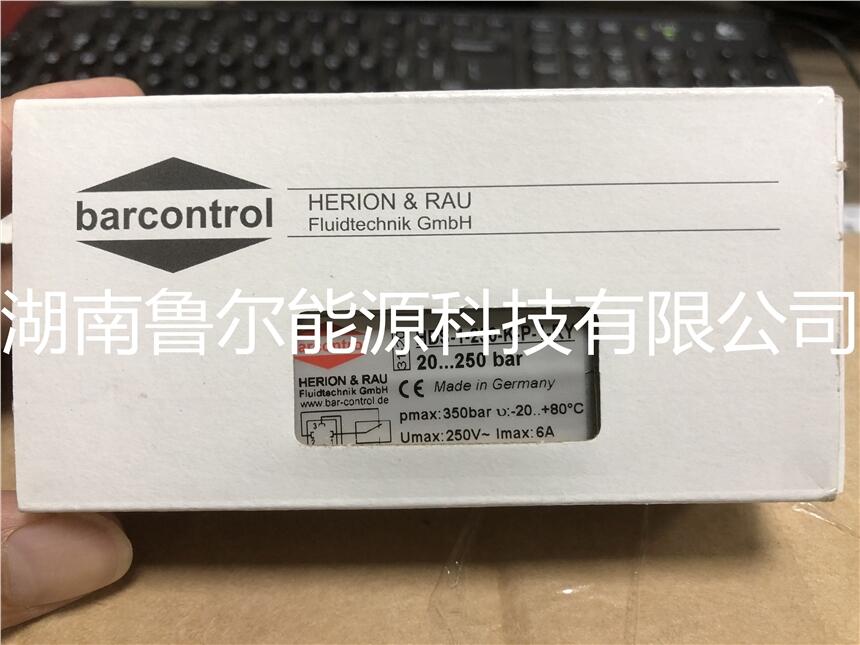 barcontrol
HERION & RAU
Fluidtechnik GmbH
湖南鲁尔能源科技有限公司
barcontrol
20...250 bar
HERION & RAU
Fluidtechnik GmbH
www.bar-control.de
CE Made in Germany
pmax:350bar υ:-20..+80°C
Umax:250V~ Imax:6A